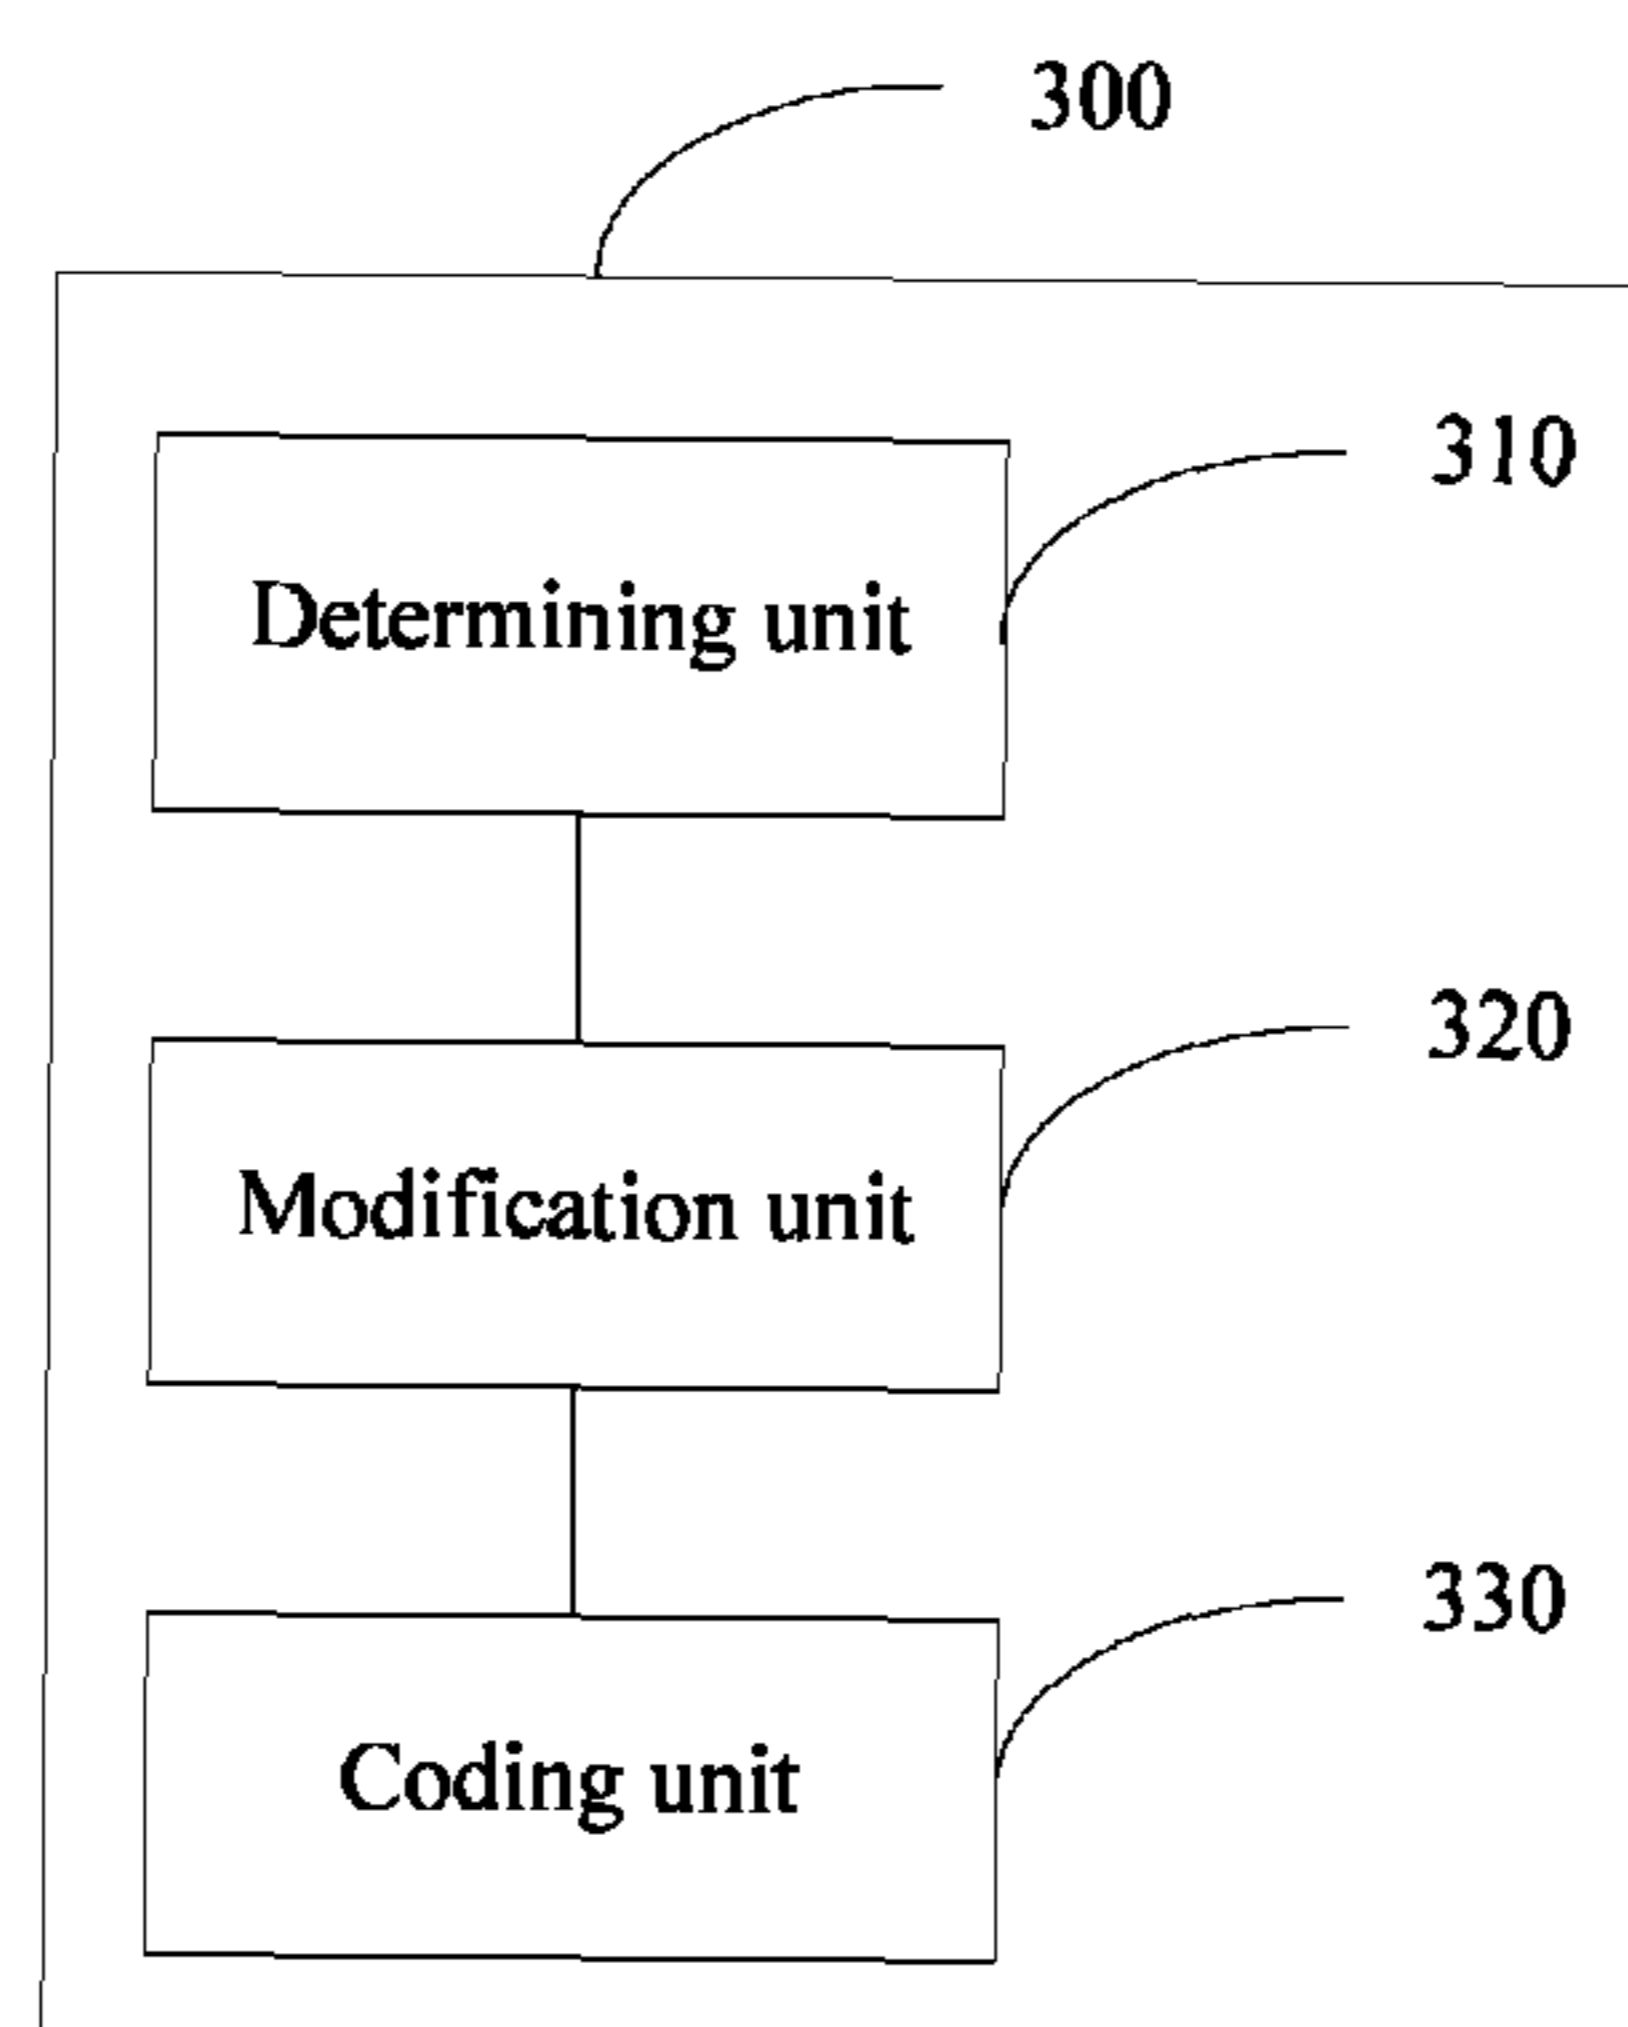 300
310
Determining unit
320
Modification unit
330
Coding unit